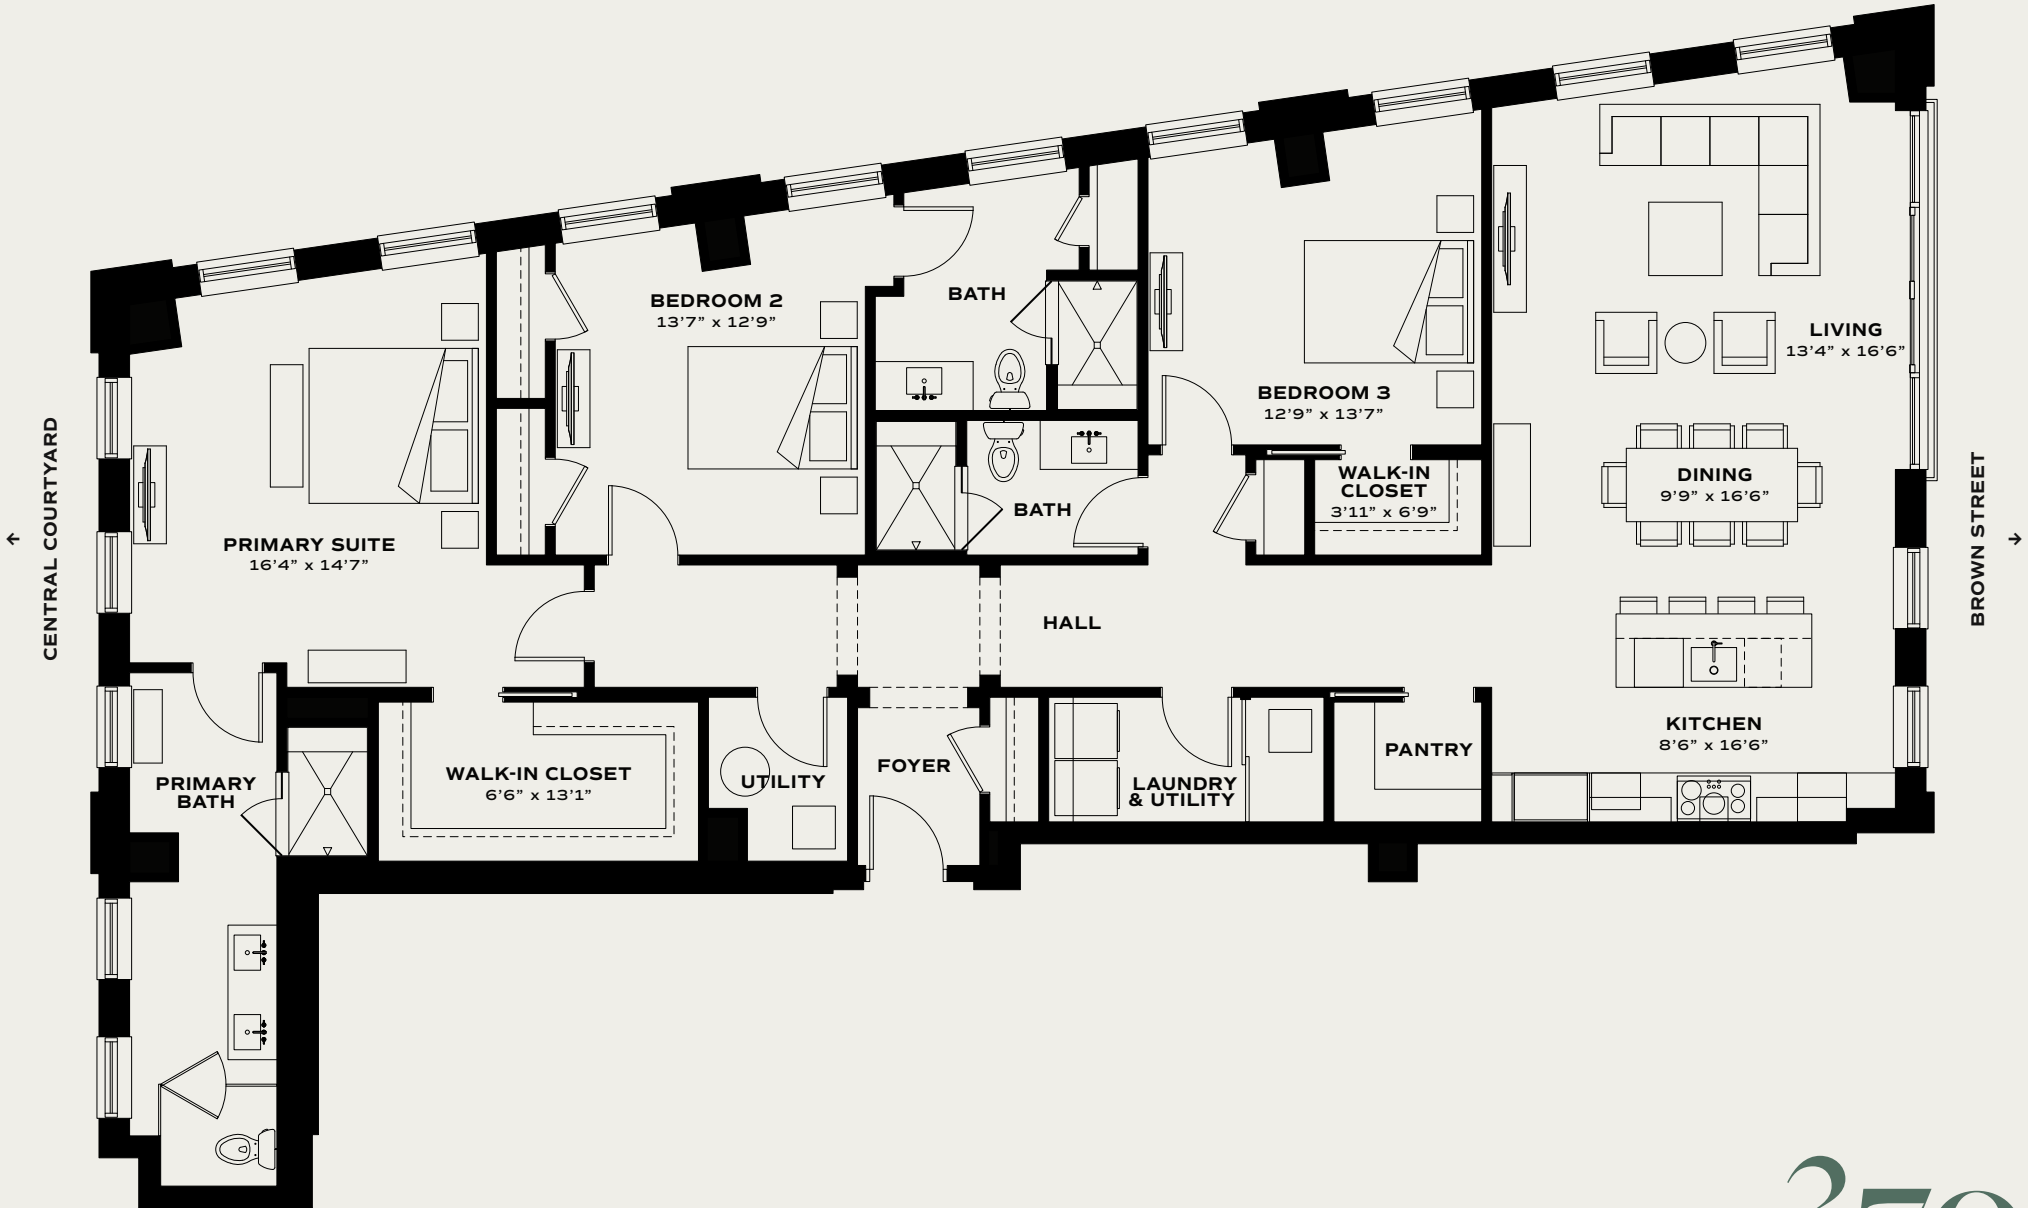 BEDROOM 2
13’7” x 12’9”
BATH
LIVING
13’4” x 16’6”
BEDROOM 3
12’9” x 13’7”
CENTRAL COURTYARD
←
PRIMARY SUITE
16’4” x 14’7”
BATH
WALK-IN
CLOSET
3’11” x 6’9”
DINING
9’9” x 16’6”
BROWN STREET
→
HALL
KITCHEN
8’6” x 16’6”
PRIMARY
BATH
WALK-IN CLOSET
6’6” x 13’1”
UTILITY
FOYER
LAUNDRY
& UTILITY
PANTRY